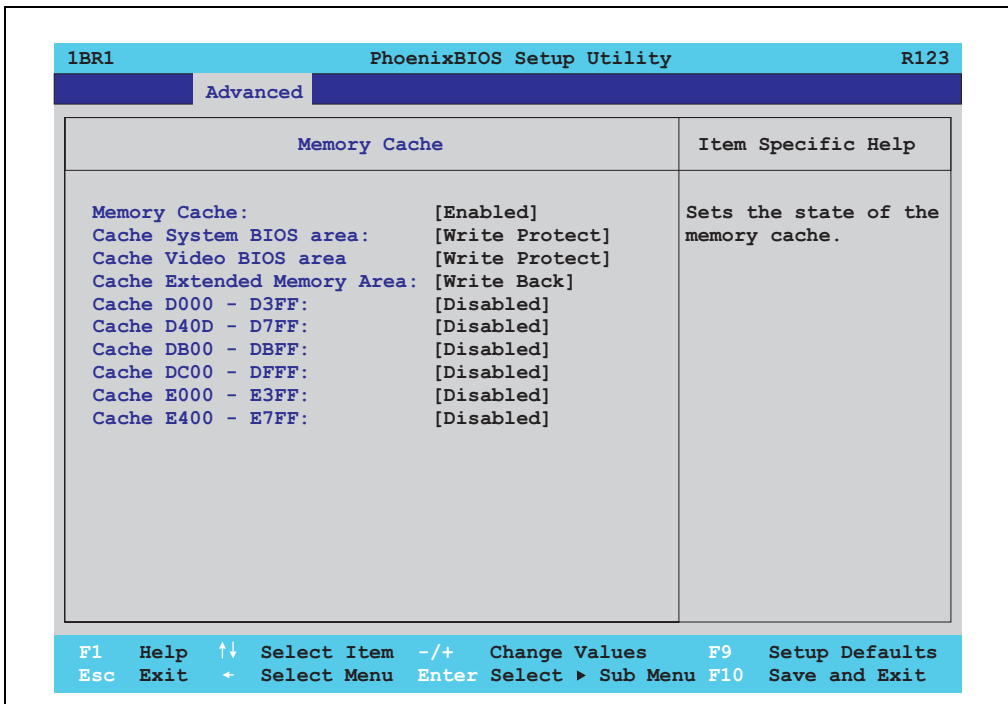 1BR1 PhoenixBIOS Setup Utility R123
Advanced
Memory Cache
Item Specific Help
Memory Cache: [Enabled]
Cache System BIOS area: [Write Protect]
Cache Video BIOS area [Write Protect]
Cache Extended Memory Area: [Write Back]
Cache D000 - D3FF: [Disabled]
Cache D40D - D7FF: [Disabled]
Cache DB00 - DBFF: [Disabled]
Cache DC00 - DFFF: [Disabled]
Cache E000 - E3FF: [Disabled]
Cache E400 - E7FF: [Disabled]
Sets the state of the
memory cache.
F1 Help ↑↓ Select Item -/+ Change Values F9 Setup Defaults
Esc Exit ← Select Menu Enter Select ▶ Sub Menu F10 Save and Exit